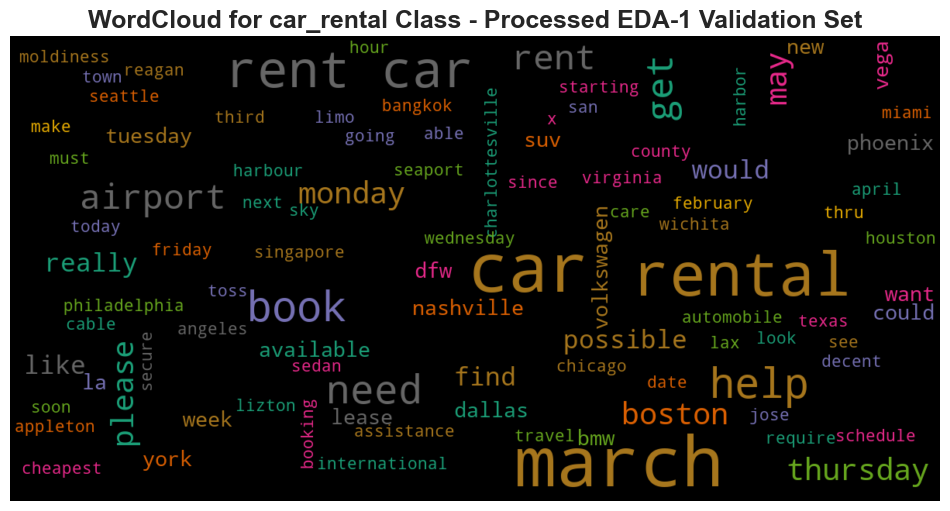 WordCloud for car_rental Class - Processed EDA-1 Validation Set
moldiness
hour
rent car
rent
new
vega
town
reagan
seattle
bangkok
starting
get
harbor
may
miami
make
tuesday
third
limo
going
able
charlottesville
san
x
suv
phoenix
must
harbour
seaport
county
would
airport
monday
next
sky
since
virginia
april
february
care
wichita
thru
today
wednesday
friday
singapore
really
dfw
car
volkswagen
rental
houston
philadelphia
toss
book
nashville
want
could
cable
angeles
automobile
texas
secure
available
possible
lax
look
see
decent
like
la
please
sedan
need
find
chicago
date
help
soon
lizton
lease
dallas
boston
jose
appleton
week
booking
assistance
travel
bmw
require
schedule
york
march
thursday
cheapest
international